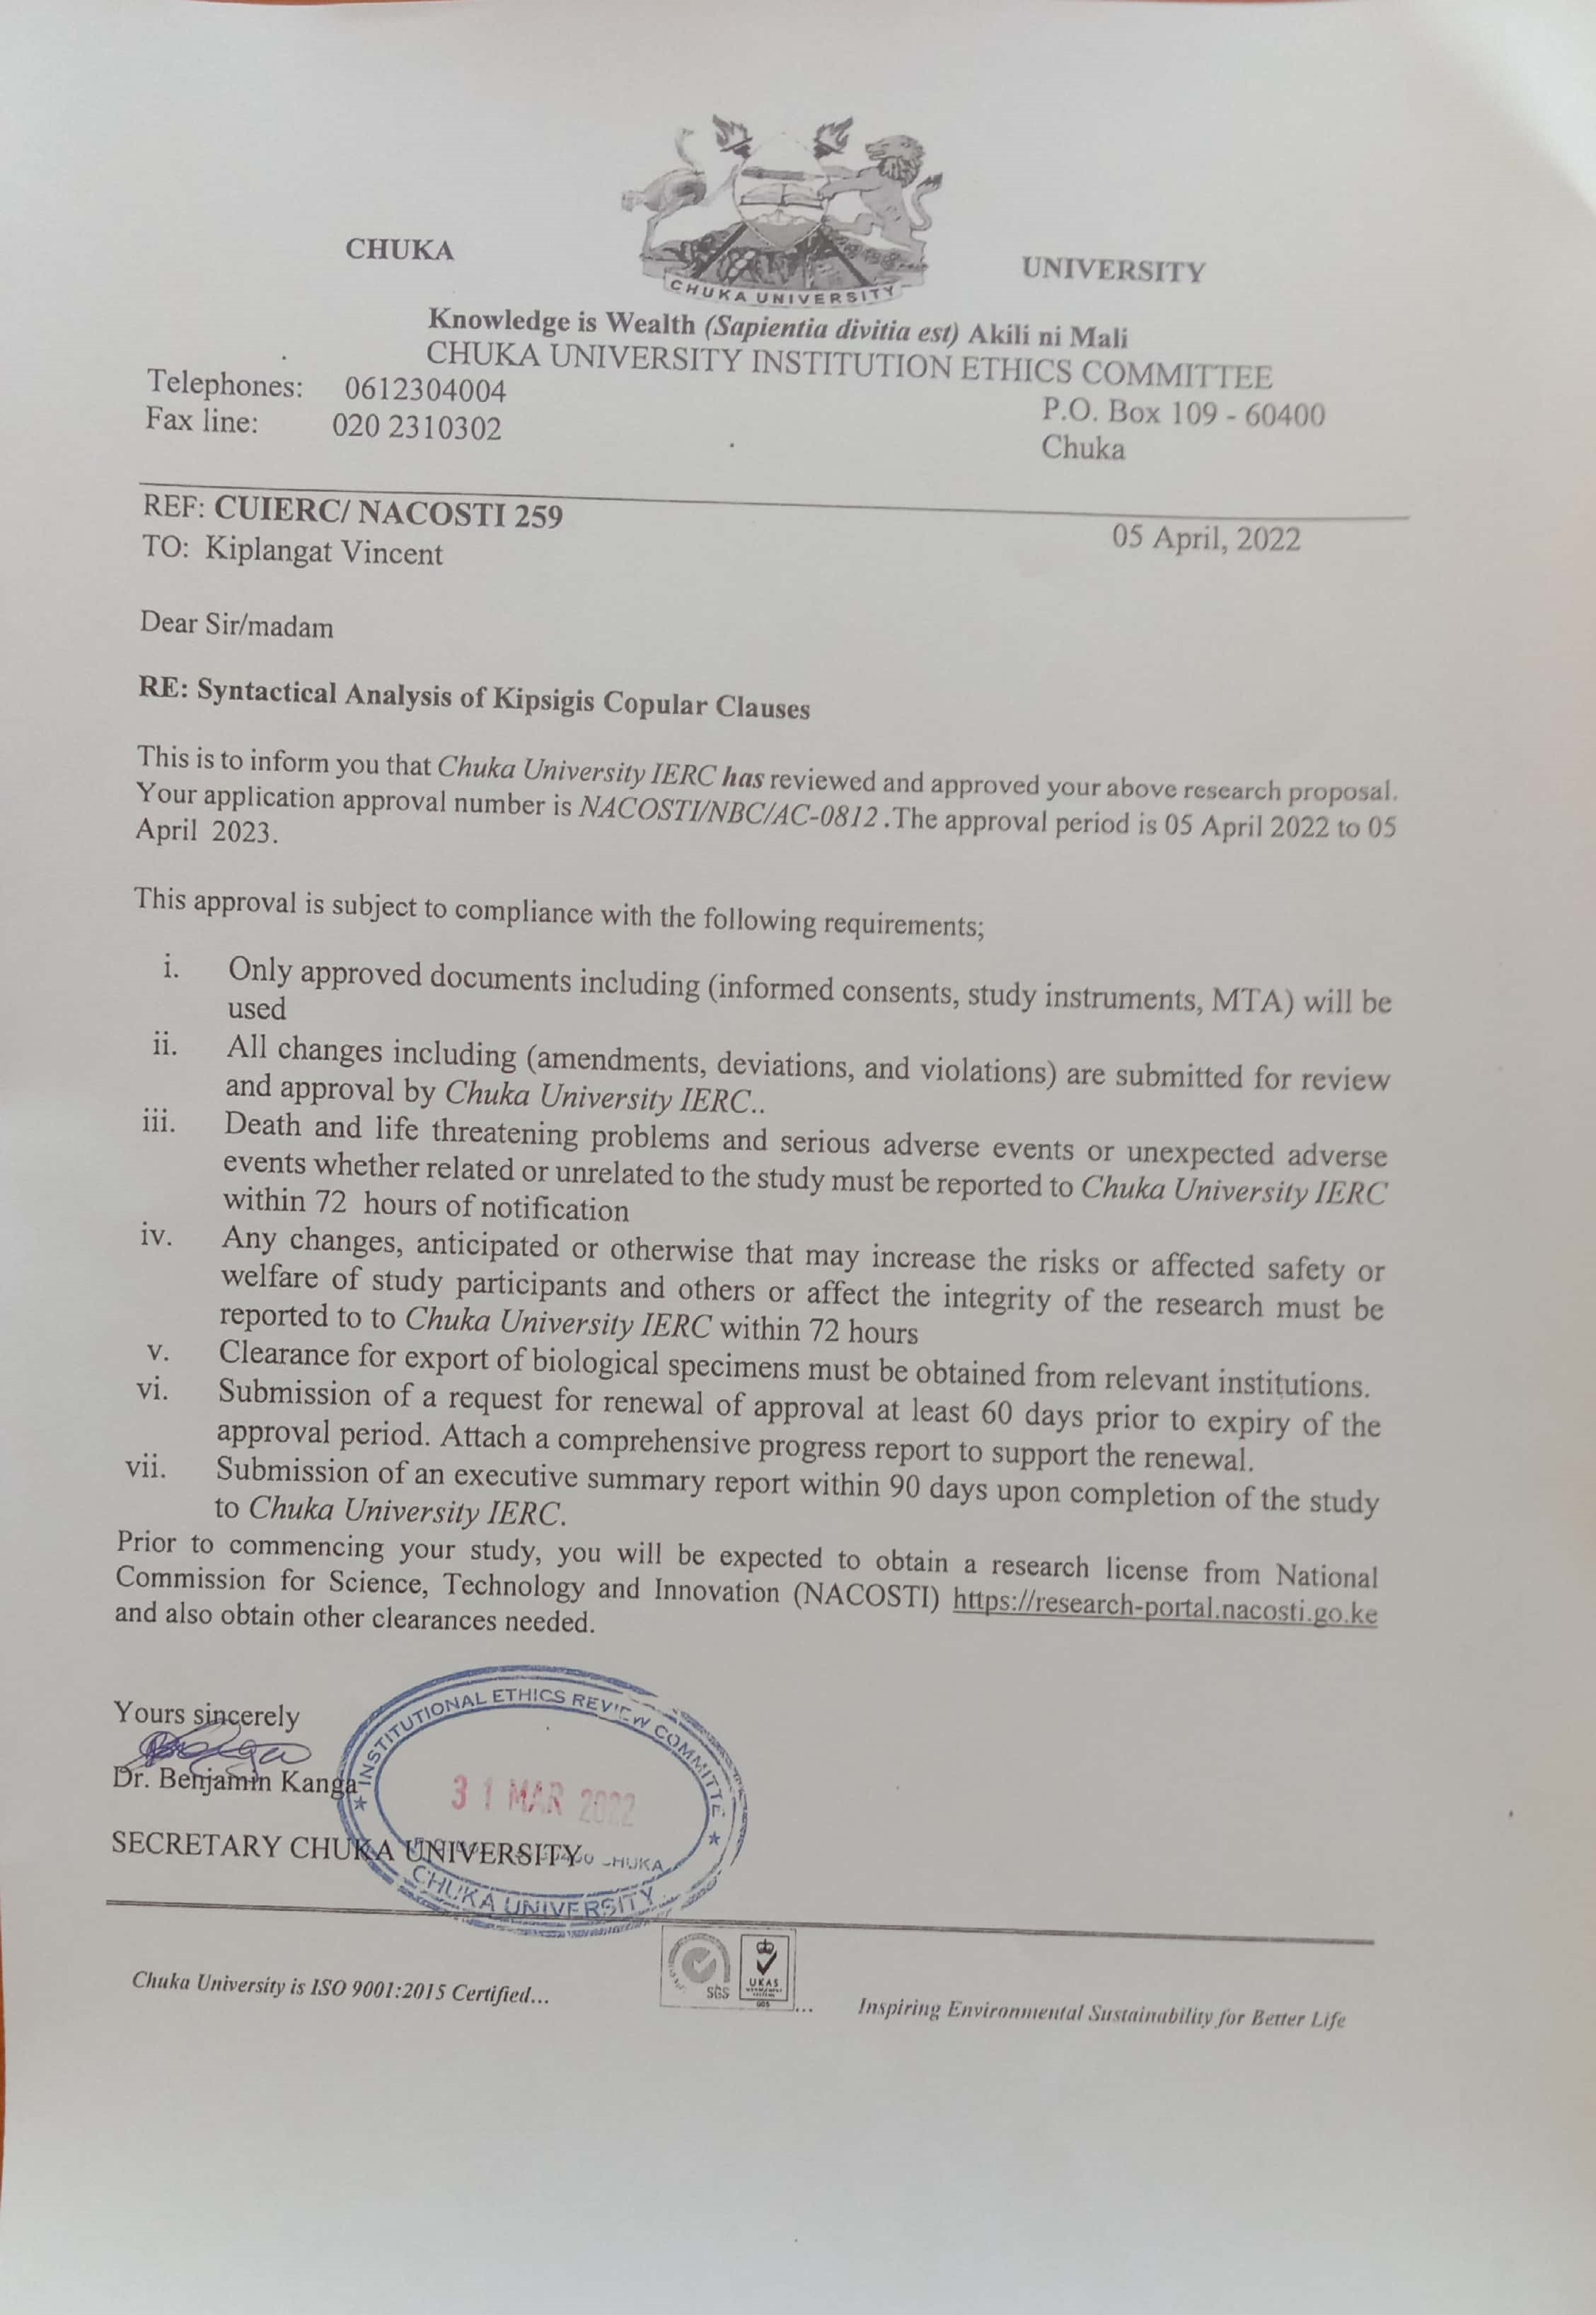 CHUKA
UNIVERSITY
CHUKA UNIVERSITY
Knowledge is Wealth (Sapientia divitia est) Akili ni Mali
CHUKA UNIVERSITY INSTITUTION ETHICS COMMITTEE
Telephones: 0612304004
P.O. Box 109 - 60400
Fax line: 020 2310302
Chuka
REF: CUIERC/ NACOSTI 259
05 April, 2022
TO: Kiplangat Vincent
Dear Sir/madam
RE: Syntactical Analysis of Kipsigis Copular Clauses
This is to inform you that Chuka University IERC has reviewed and approved your above research proposal.
Your application approval number is NACOSTI/NBC/AC-0812 .The approval period is 05 April 2022 to 05
April 2023.
This approval is subject to compliance with the following requirements;
i. Only approved documents including (informed consents, study instruments, MTA) will be
used
ii. All changes including (amendments, deviations, and violations) are submitted for review
and approval by Chuka University IERC..
iii. Death and life threatening problems and serious adverse events or unexpected adverse
events whether related or unrelated to the study must be reported to Chuka University IERC
within 72 hours of notification
iv. Any changes, anticipated or otherwise that may increase the risks or affected safety or
welfare of study participants and others or affect the integrity of the research must be
reported to to Chuka University IERC within 72 hours
v. Clearance for export of biological specimens must be obtained from relevant institutions.
vi. Submission of a request for renewal of approval at least 60 days prior to expiry of the
approval period. Attach a comprehensive progress report to support the renewal.
vii. Submission of an executive summary report within 90 days upon completion of the study
to Chuka University IERC.
Prior to commencing your study, you will be expected to obtain a research license from National
Commission for Science, Technology and Innovation (NACOSTI) https://research-portal.nacosti.go.ke
and also obtain other clearances needed.
Yours sincerely
Dr. Benjamin Kanga
SECRETARY CHUKA UNIVERSITY
INSTITUTIONAL ETHICS REVIEW COMMITTE
31 MAR 2022
CHUKA
CHUKA UNIVERSITY
SGS
UKAS
Chuka University is ISO 9001:2015 Certified...
...
Inspiring Environmental Sustainability for Better Life